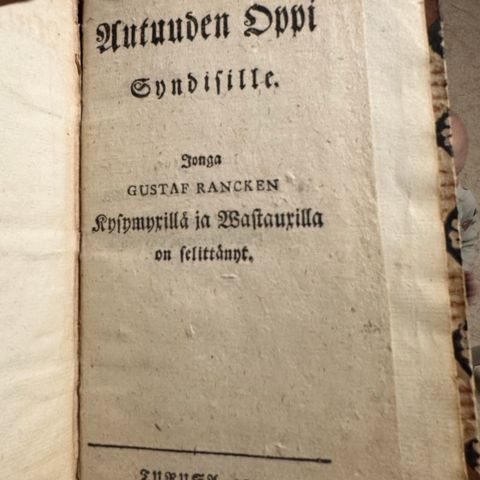 Autuuden Oppi
Syndisille.
Jonga
GUSTAF RANCKEN
Kysymyxillä ja Wastauxilla
on selittänyt.